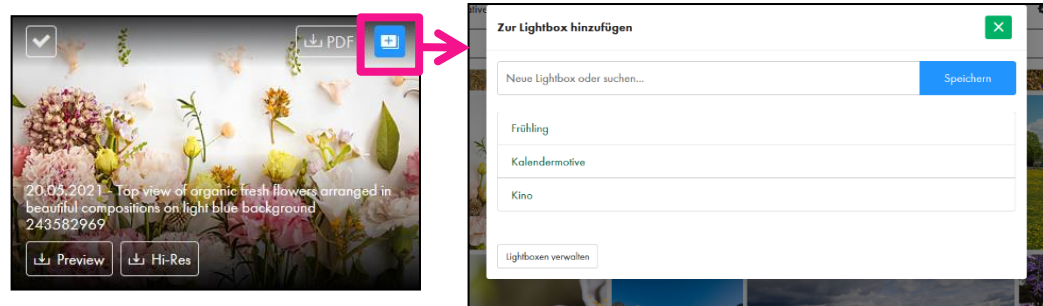 PDF
20.05.2021 - Top view of organic fresh flowers arranged in
beautiful compositions on light blue background
243582969
Preview
Hi-Res
Zur Lightbox hinzufügen
Neue Lightbox oder suchen...
Speichern
Frühling
Kalendermotive
Kino
Lightboxen verwalten